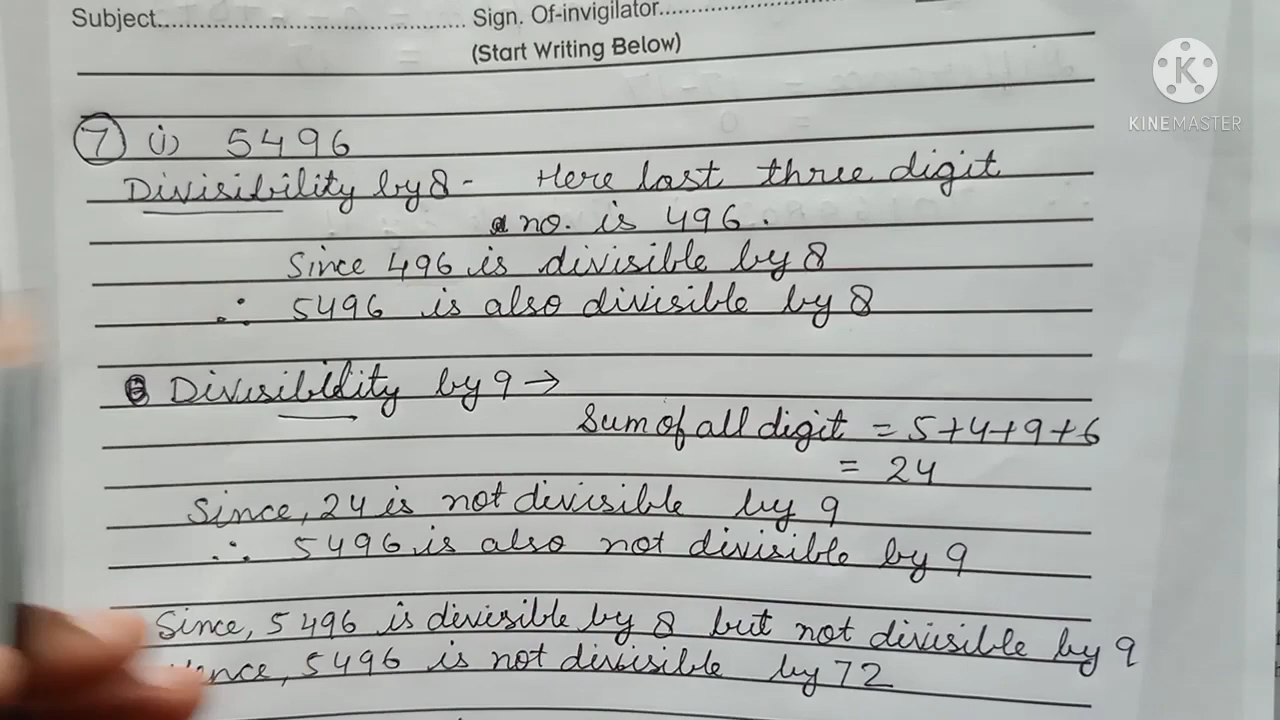 Subject.................................................. Sign. Of-invigilator.........................
(Start Writing Below)
K
KINEMASTER
7 (i) 5496
Divisibility by 8 - Here last three digit
no. is 496.
Since 496 is divisible by 8
∴ 5496 is also divisible by 8
Divisibility by 9 →
Sum of all digit = 5+4+9+6
= 24
Since, 24 is not divisible by 9
∴ 5496 is also not divisible by 9
Since, 5496 is divisible by 8 but not divisible by 9
5496 is not divisible by 72